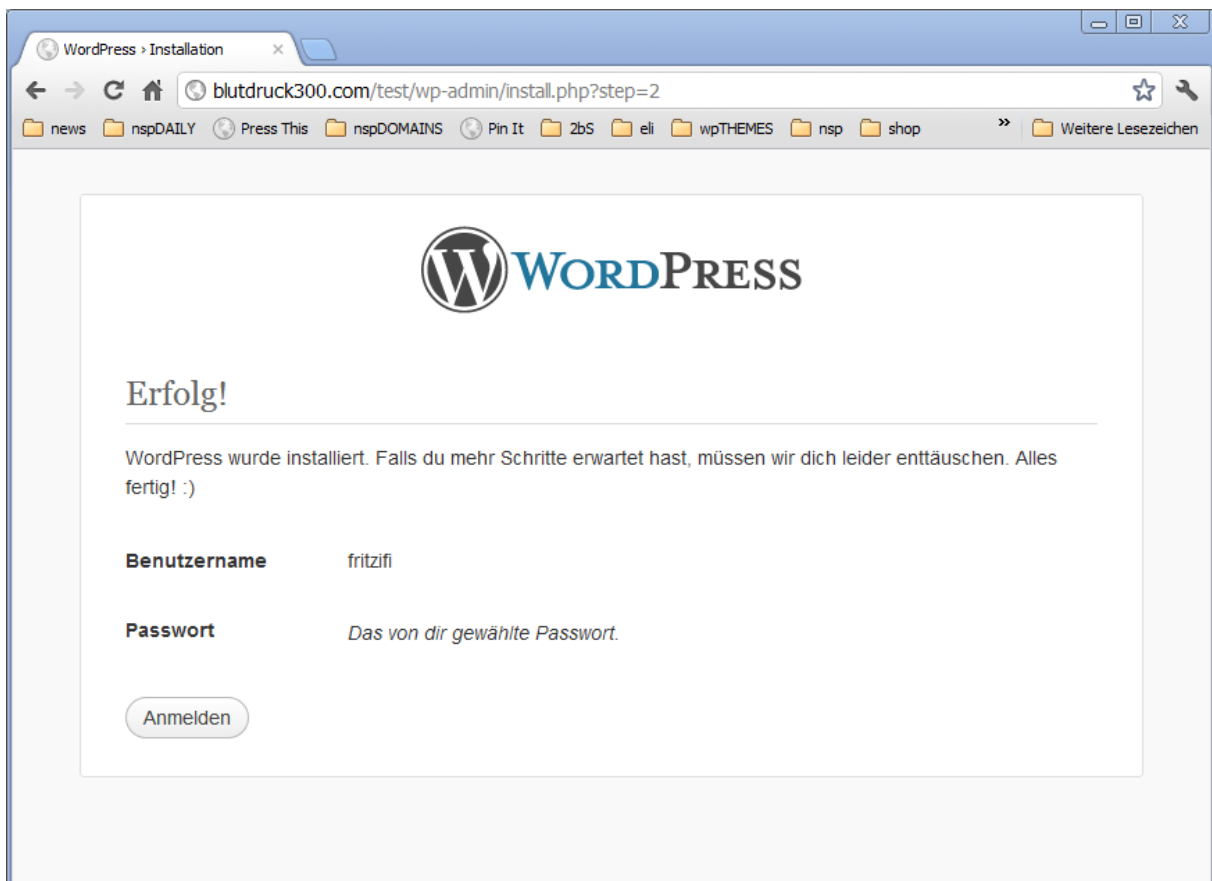 WordPress › Installation
blutdruck300.com/test/wp-admin/install.php?step=2
news nspDAILY Press This nspDOMAINS Pin It 2bS eli wpTHEMES nsp shop » Weitere Lesezeichen
WORDPRESS
Erfolg!
WordPress wurde installiert. Falls du mehr Schritte erwartet hast, müssen wir dich leider enttäuschen. Alles
fertig! :)
Benutzername fritzifi
Passwort Das von dir gewählte Passwort.
Anmelden